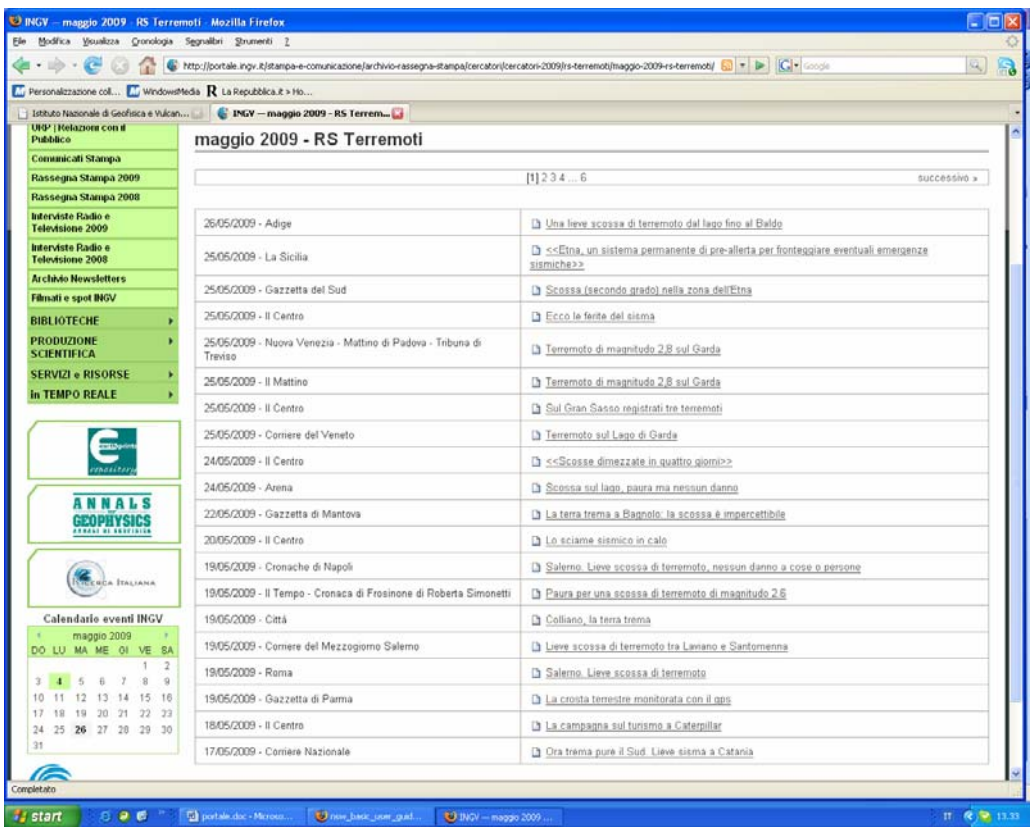 INGV — maggio 2009 - RS Terremoti - Mozilla Firefox
File Modifica Visualizza Cronologia Segnalibri Strumenti ?
http://portale.ingv.it/stampa-e-comunicazione/archivio-rassegna-stampa/cercatori/cercatori-2009/rs-terremoti/maggio-2009-rs-terremoti/
Google
Personalizzazione coll... WindowsMedia La Repubblica.it > Ho...
Istituto Nazionale di Geofisica e Vulcan... INGV — maggio 2009 - RS Terrem...
URP | Relazioni con il
Pubblico
Comunicati Stampa
Rassegna Stampa 2009
Rassegna Stampa 2008
Interviste Radio e
Televisione 2009
Interviste Radio e
Televisione 2008
Archivio Newsletters
Filmati e spot INGV
BIBLIOTECHE
PRODUZIONE
SCIENTIFICA
SERVIZI e RISORSE
in TEMPO REALE
earth-prints
repository
ANNALS
GEOPHYSICS
RICERCA ITALIANA
Calendario eventi INGV
maggio 2009
DO LU MA ME GI VE SA
1 2
3 4 5 6 7 8 9
10 11 12 13 14 15 16
17 18 19 20 21 22 23
24 25 26 27 28 29 30
31
maggio 2009 - RS Terremoti
[1] 2 3 4 ... 6 successivo »
26/05/2009 - Adige Una lieve scossa di terremoto dal lago fino al Baldo
25/05/2009 - La Sicilia <<Etna, un sistema permanente di pre-allerta per fronteggiare eventuali emergenze
sismiche>>
25/05/2009 - Gazzetta del Sud Scossa (secondo grado) nella zona dell'Etna
25/05/2009 - Il Centro Ecco le ferite del sisma
25/05/2009 - Nuova Venezia - Mattino di Padova - Tribuna di
Treviso Terremoto di magnitudo 2,8 sul Garda
25/05/2009 - Il Mattino Terremoto di magnitudo 2,8 sul Garda
25/05/2009 - Il Centro Sul Gran Sasso registrati tre terremoti
25/05/2009 - Corriere del Veneto Terremoto sul Lago di Garda
24/05/2009 - Il Centro <<Scosse dimezzate in quattro giorni>>
24/05/2009 - Arena Scossa sul lago, paura ma nessun danno
22/05/2009 - Gazzetta di Mantova La terra trema a Bagnolo: la scossa è impercettibile
20/05/2009 - Il Centro Lo sciame sismico in calo
19/05/2009 - Cronache di Napoli Salerno. Lieve scossa di terremoto, nessun danno a cose o persone
19/05/2009 - Il Tempo - Cronaca di Frosinone di Roberta Simonetti Paura per una scossa di terremoto di magnitudo 2.6
19/05/2009 - Città Colliano, la terra trema
19/05/2009 - Corriere del Mezzogiorno Salerno Lieve scossa di terremoto tra Laviano e Santomenna
19/05/2009 - Roma Salerno. Lieve scossa di terremoto
19/05/2009 - Gazzetta di Parma La crosta terrestre monitorata con il gps
18/05/2009 - Il Centro La campagna sul turismo a Caterpillar
17/05/2009 - Corriere Nazionale Ora trema pure il Sud. Lieve sisma a Catania
Completato
start portale.doc - Microso... nsw_basic_user_guid... INGV — maggio 2009 ... IT 13.33